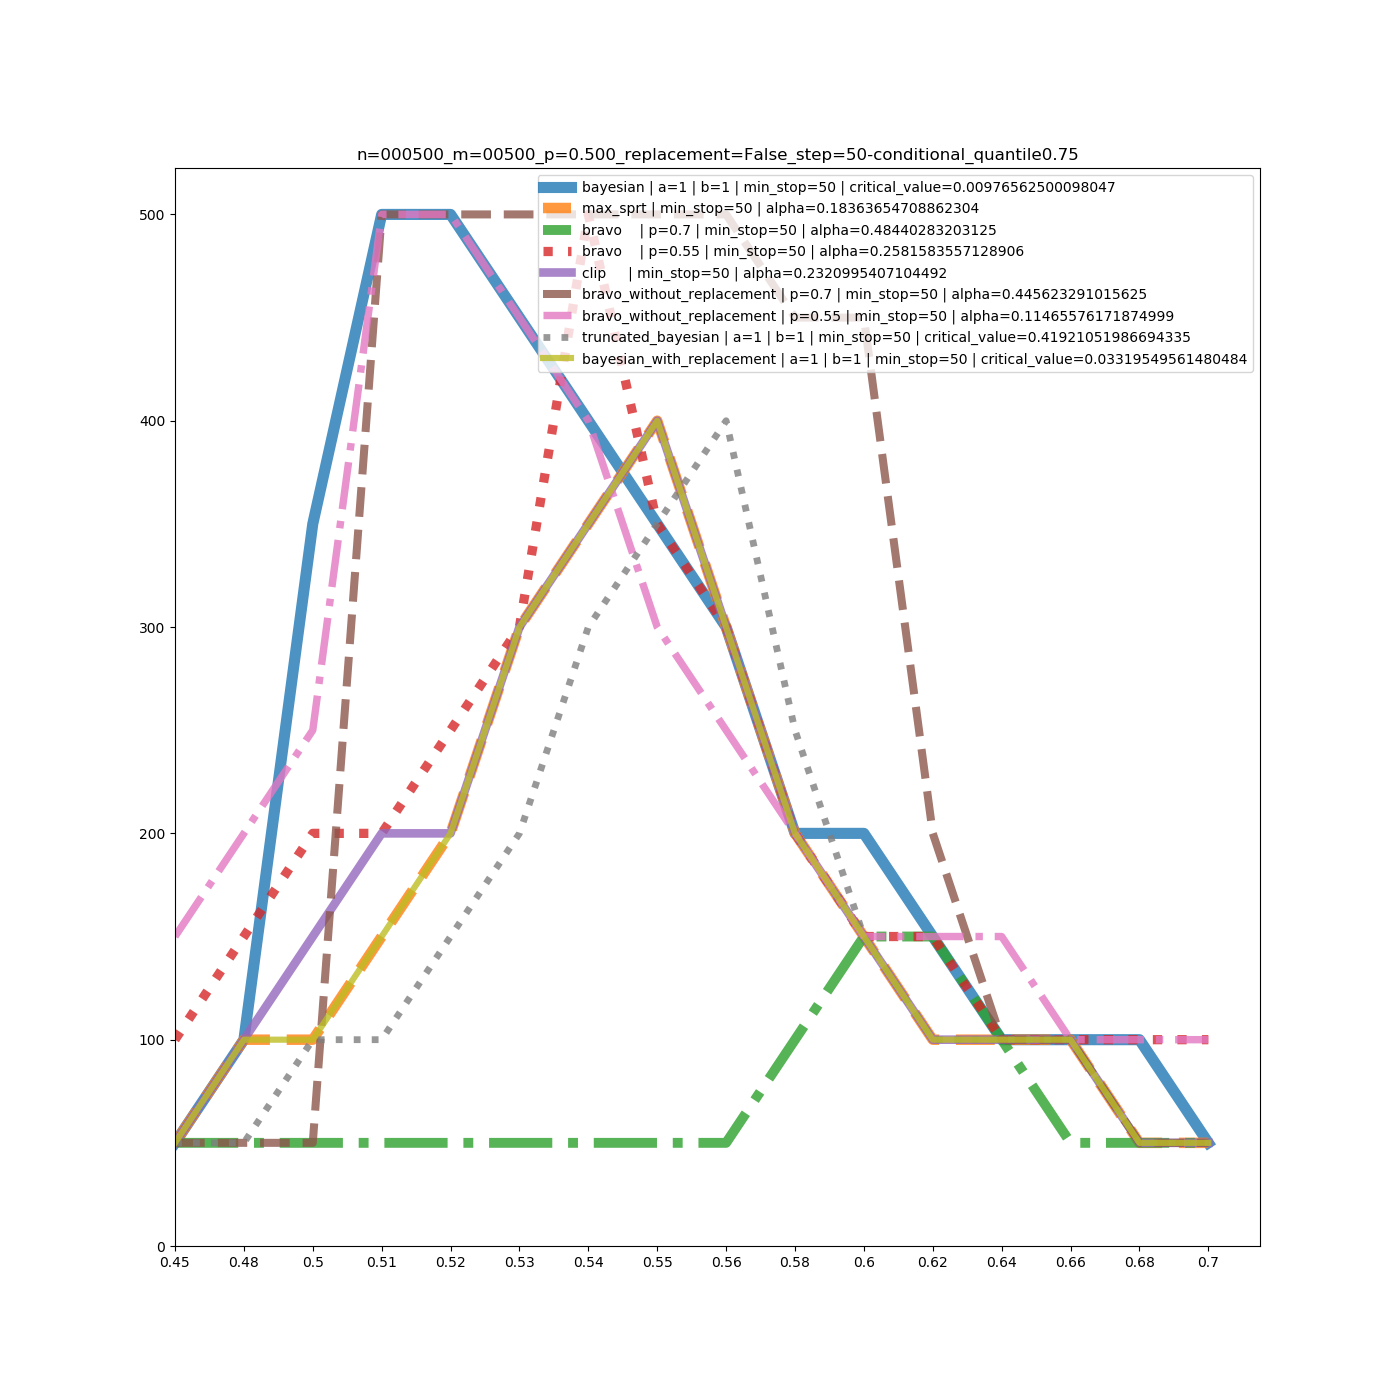 n=000500_m=00500_p=0.500_replacement=False_step=50-conditional_quantile0.75
bayesian | a=1 | b=1 | min_stop=50 | critical_value=0.00976562500098047
max_sprt | min_stop=50 | alpha=0.18363654708862304
bravo | p=0.7 | min_stop=50 | alpha=0.48440283203125
bravo | p=0.55 | min_stop=50 | alpha=0.2581583557128906
clip | min_stop=50 | alpha=0.2320995407104492
bravo_without_replacement | p=0.7 | min_stop=50 | alpha=0.445623291015625
bravo_without_replacement | p=0.55 | min_stop=50 | alpha=0.11465576171874999
truncated_bayesian | a=1 | b=1 | min_stop=50 | critical_value=0.41921051986694335
bayesian_with_replacement | a=1 | b=1 | min_stop=50 | critical_value=0.03319549561480484
500
400
300
200
100
0
0.45 0.48 0.5 0.51 0.52 0.53 0.54 0.55 0.56 0.58 0.6 0.62 0.64 0.66 0.68 0.7